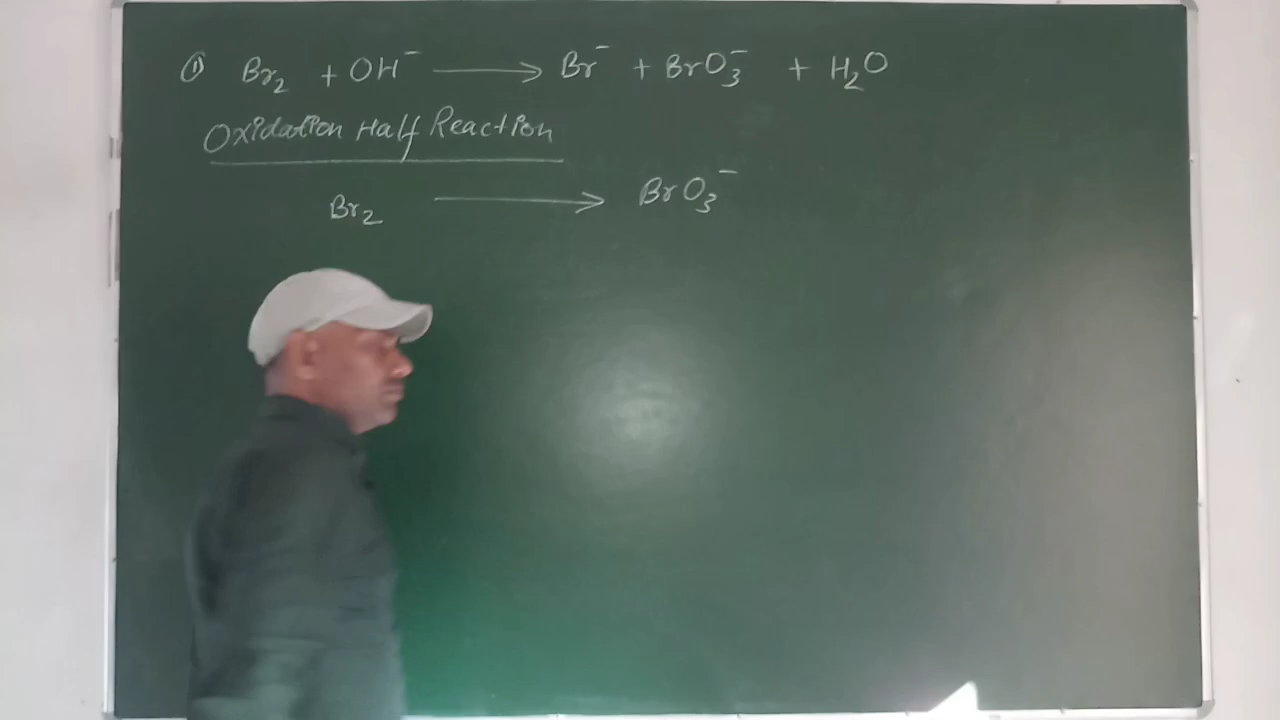 ① Br₂ + OH⁻ ⟶ Br⁻ + BrO₃⁻ + H₂O
Oxidation Half Reaction
Br₂ ⟶ BrO₃⁻